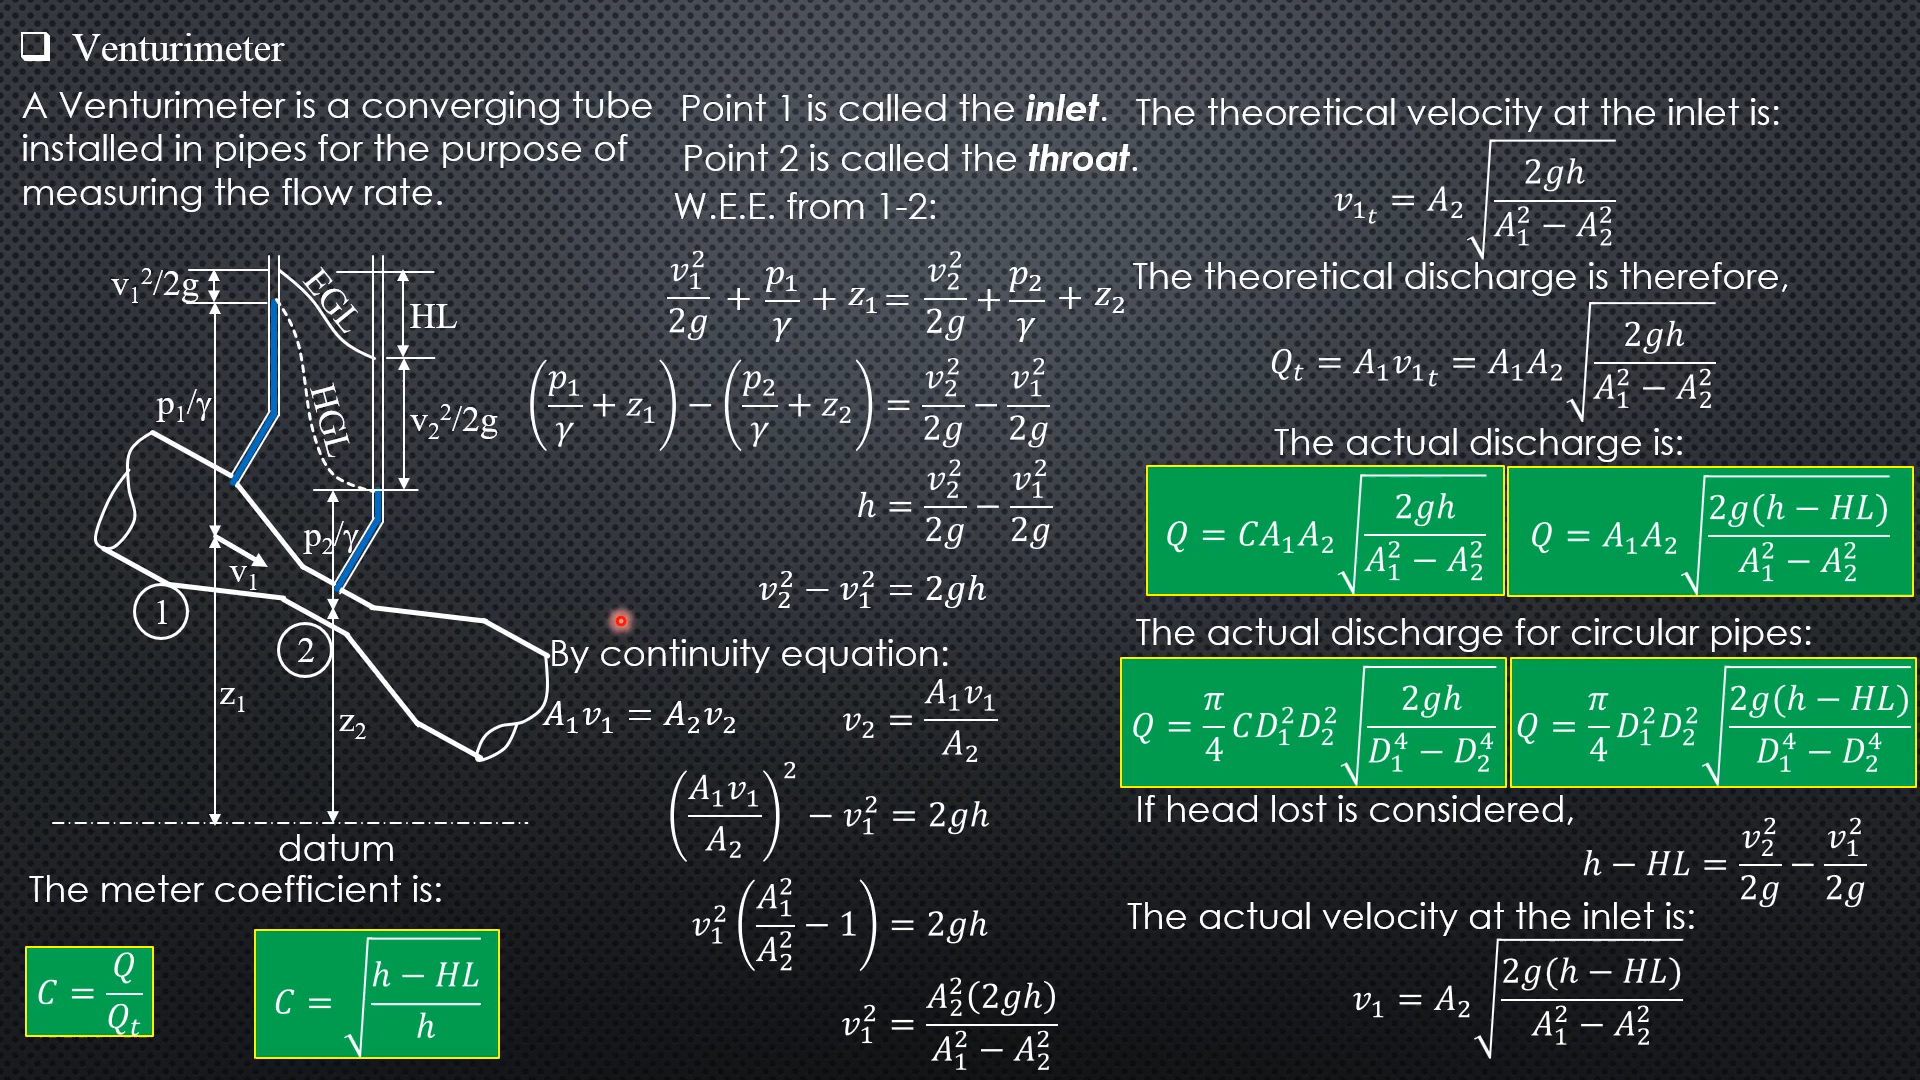 ❑ Venturimeter
A Venturimeter is a converging tube
installed in pipes for the purpose of
measuring the flow rate.
v₁²/2g
EGL
HL
p₁/γ
HGL
v₂²/2g
p₂/γ
v₁
1
2
z₁
z₂
datum
The meter coefficient is:
C = Q/Q_t
C = √((h − HL)/h)
Point 1 is called the inlet.
Point 2 is called the throat.
W.E.E. from 1-2:
v₁²/2g + p₁/γ + z₁ = v₂²/2g + p₂/γ + z₂
(p₁/γ + z₁) − (p₂/γ + z₂) = v₂²/2g − v₁²/2g
h = v₂²/2g − v₁²/2g
v₂² − v₁² = 2gh
By continuity equation:
A₁v₁ = A₂v₂ v₂ = A₁v₁/A₂
(A₁v₁/A₂)² − v₁² = 2gh
v₁²(A₁²/A₂² − 1) = 2gh
v₁² = A₂²(2gh)/(A₁² − A₂²)
The theoretical velocity at the inlet is:
v₁_t = A₂ √(2gh/(A₁² − A₂²))
The theoretical discharge is therefore,
Q_t = A₁v₁_t = A₁A₂ √(2gh/(A₁² − A₂²))
The actual discharge is:
Q = CA₁A₂ √(2gh/(A₁² − A₂²)) Q = A₁A₂ √(2g(h − HL)/(A₁² − A₂²))
The actual discharge for circular pipes:
Q = π/4 CD₁²D₂² √(2gh/(D₁⁴ − D₂⁴)) Q = π/4 D₁²D₂² √(2g(h − HL)/(D₁⁴ − D₂⁴))
If head lost is considered,
h − HL = v₂²/2g − v₁²/2g
The actual velocity at the inlet is:
v₁ = A₂ √(2g(h − HL)/(A₁² − A₂²))